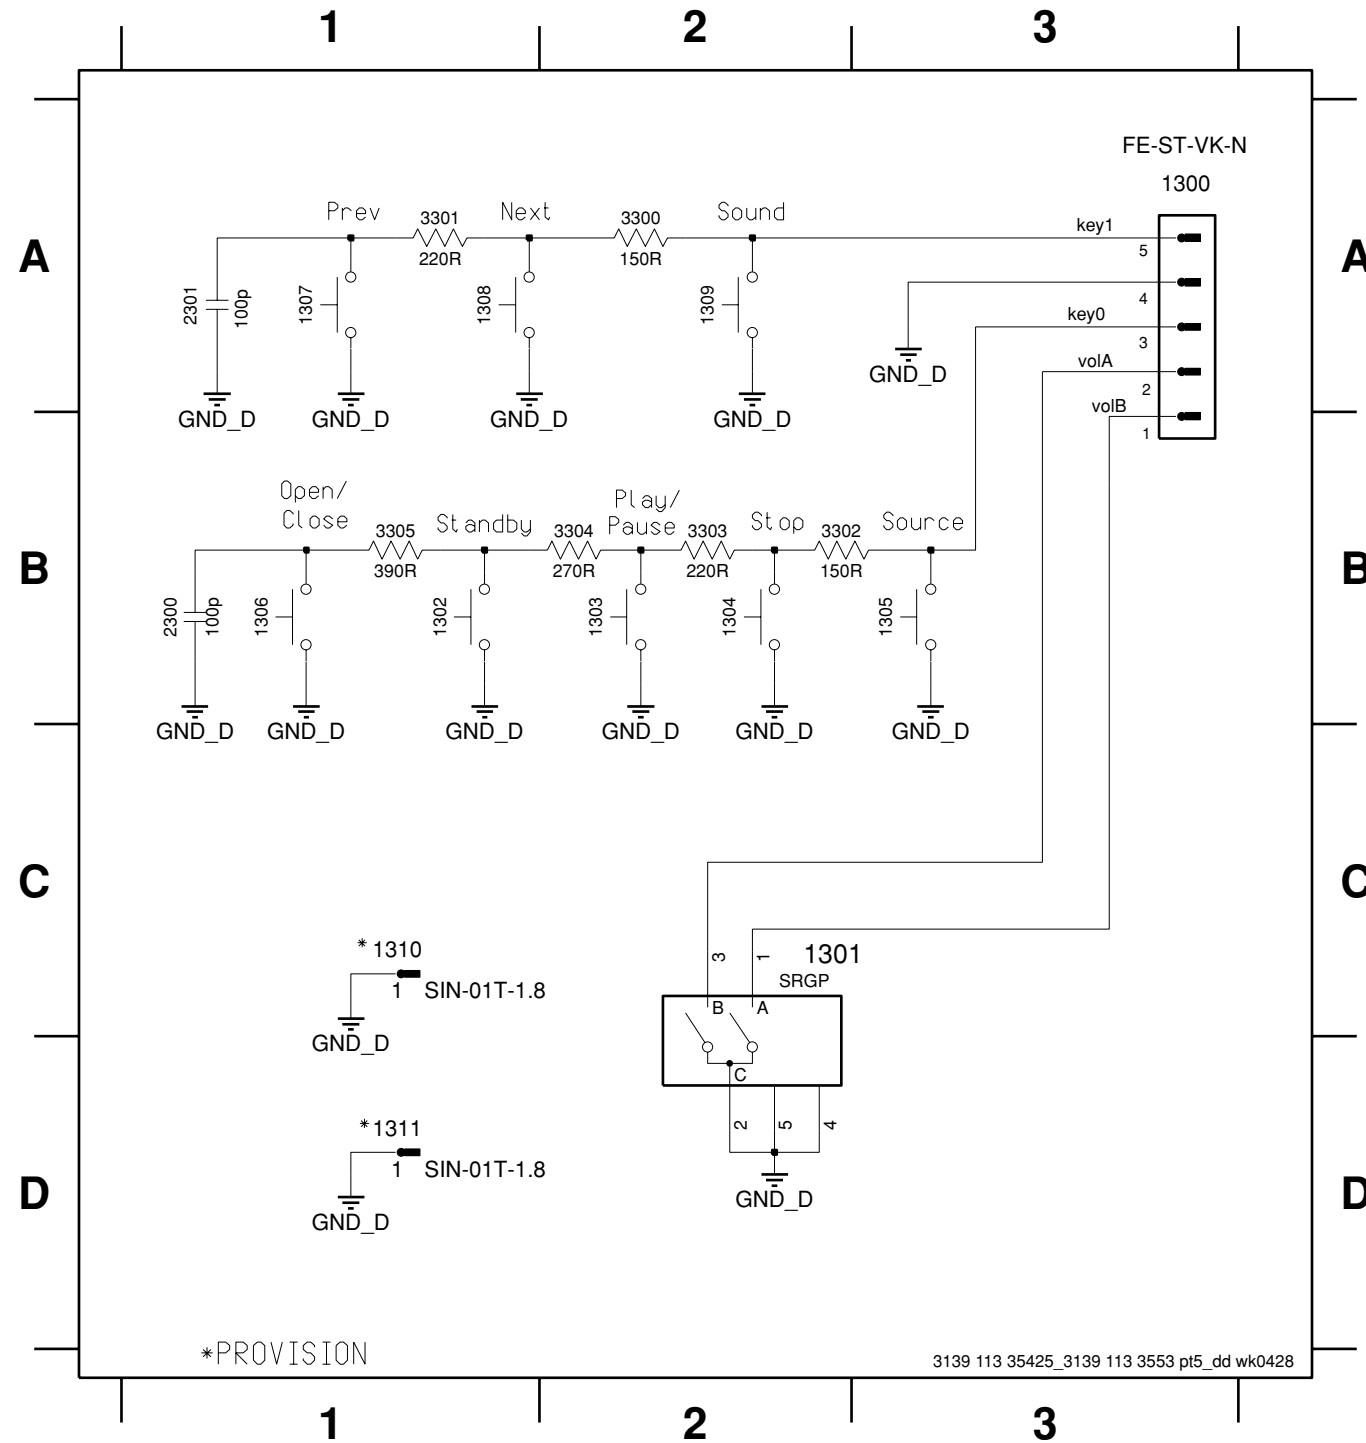 1 2 3
FE-ST-VK-N
1300
Prev 3301 Next 3300 Sound key1
A 220R 150R 5 A
2301 100p 1307 1308 1309 4
key0
3
GND_D volA
2
GND_D GND_D GND_D GND_D volB
1
Open/ Play/
Close 3305 Standby 3304 Pause 3303 Stop 3302 Source
B 390R 270R 220R 150R B
2300 100p 1306 1302 1303 1304 1305
GND_D GND_D GND_D GND_D GND_D GND_D
C C
*1310 3 1 1301
1 SIN-01T-1.8 SRGP
B A
GND_D
C
*1311 2 5 4
1 SIN-01T-1.8
D GND_D D
GND_D
*PROVISION 3139 113 35425_3139 113 3553 pt5_dd wk0428
1 2 3